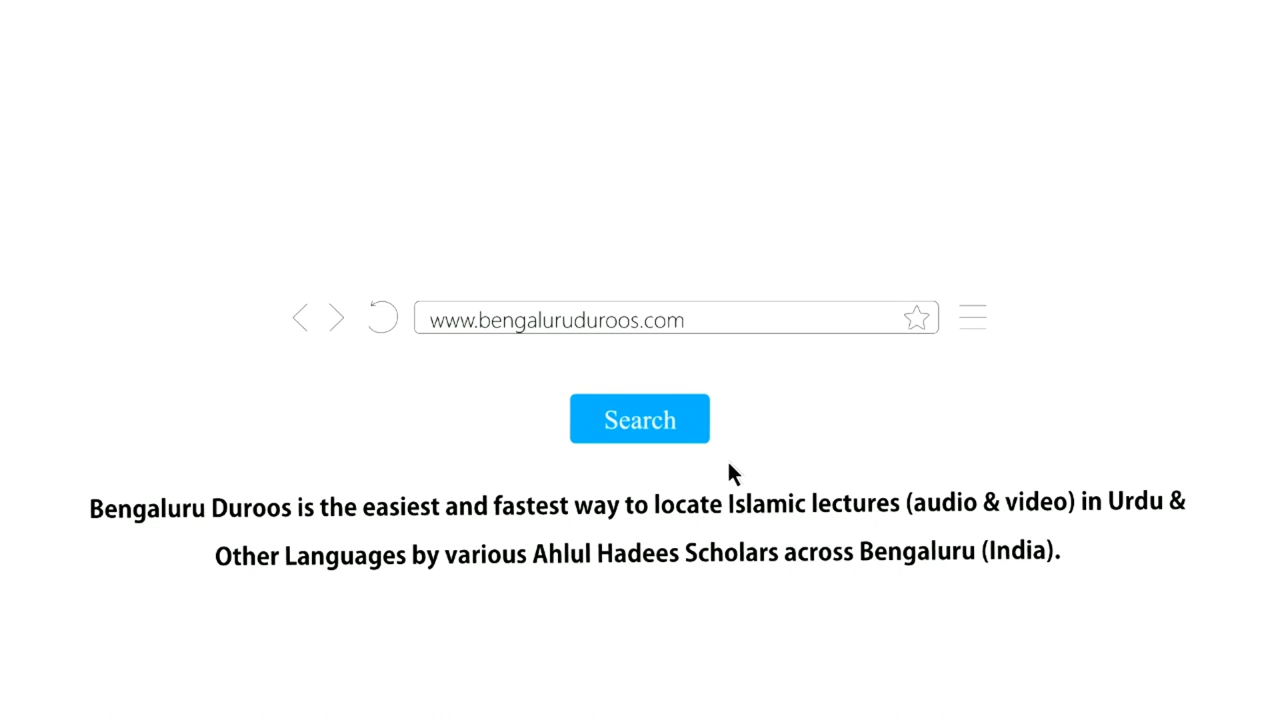 www.bengaluruduroos.com
Search
Bengaluru Duroos is the easiest and fastest way to locate Islamic lectures (audio & video) in Urdu &
Other Languages by various Ahlul Hadees Scholars across Bengaluru (India).